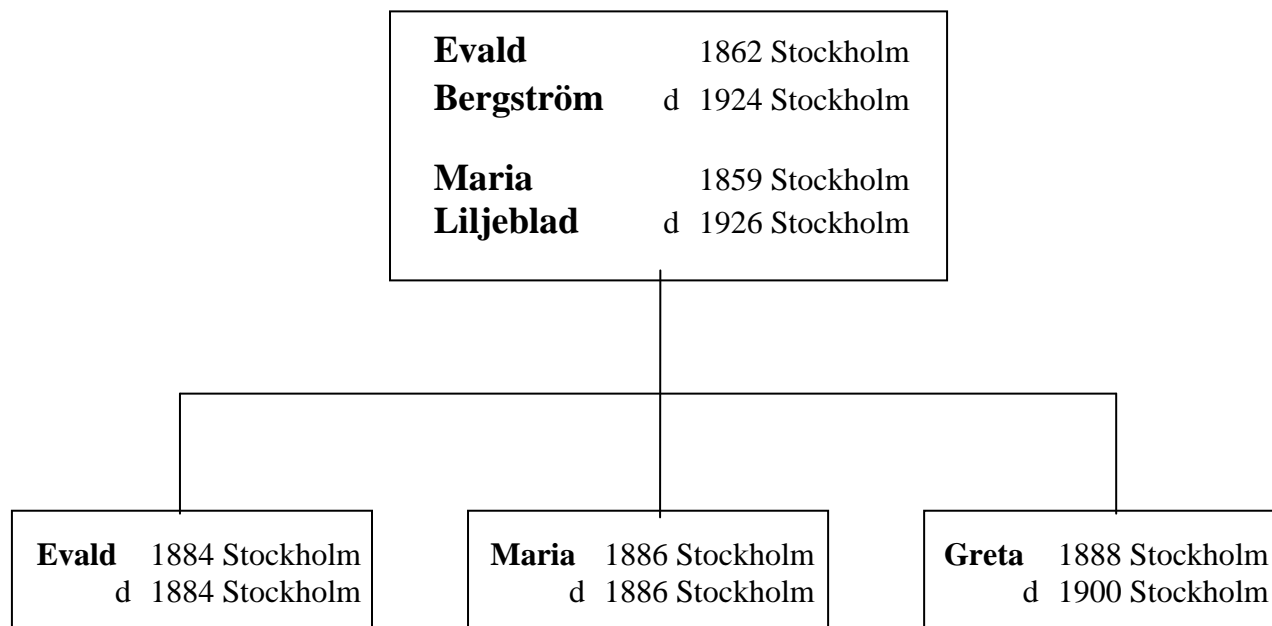 Evald 1862 Stockholm
Bergström d 1924 Stockholm
Maria 1859 Stockholm
Liljeblad d 1926 Stockholm
Evald 1884 Stockholm
d 1884 Stockholm
Maria 1886 Stockholm
d 1886 Stockholm
Greta 1888 Stockholm
d 1900 Stockholm